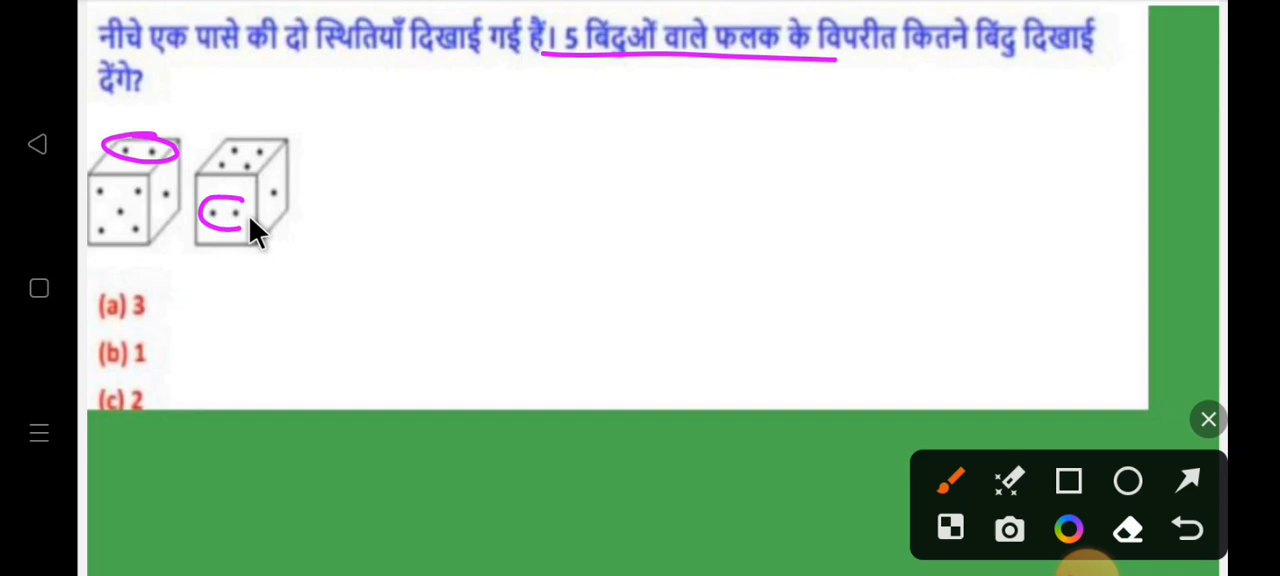 नीचे एक पासे की दो स्थितियाँ दिखाई गई हैं। 5 बिंदुओं वाले फलक के विपरीत कितने बिंदु दिखाई
देंगे?
(a) 3
(b) 1
(c) 2